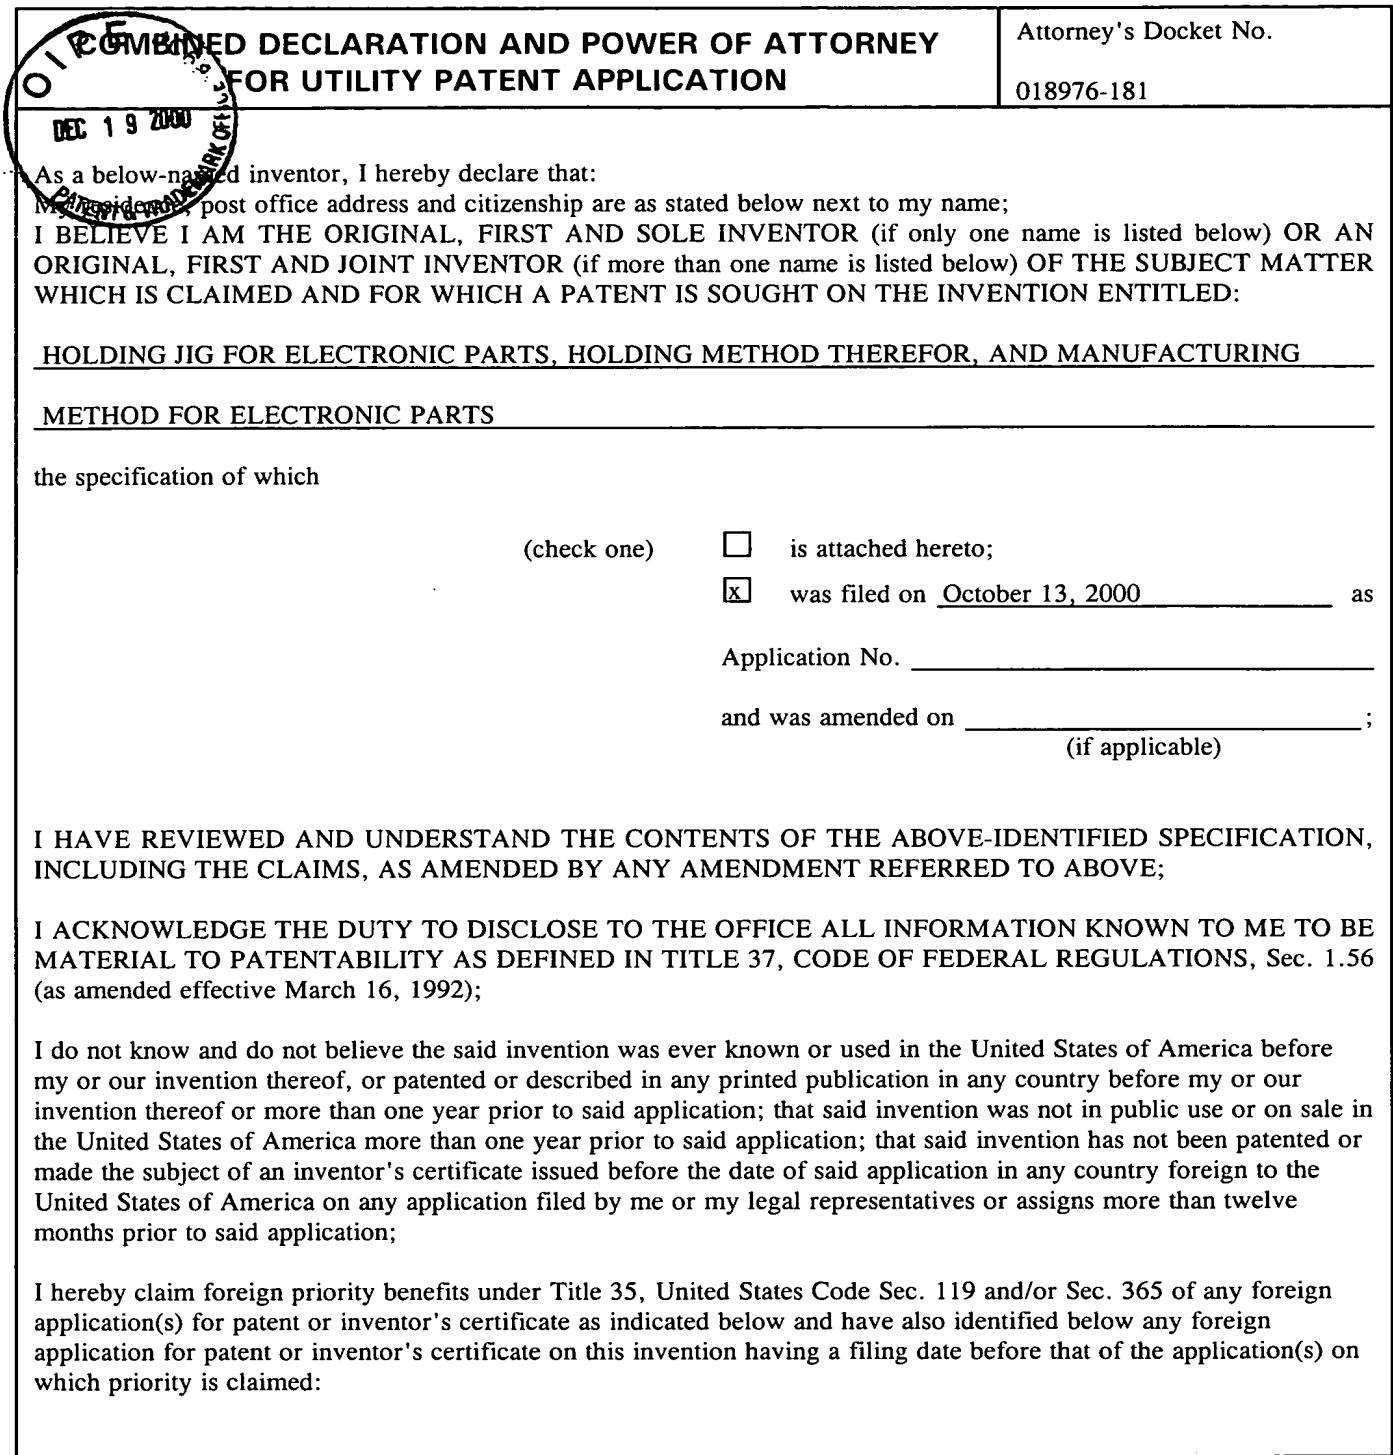 COMBINED DECLARATION AND POWER OF ATTORNEY
FOR UTILITY PATENT APPLICATION
Attorney's Docket No.
018976-181
OIPE
DEC 19 2000
PATENT & TRADEMARK OFFICE
As a below-named inventor, I hereby declare that:
My residence, post office address and citizenship are as stated below next to my name;
I BELIEVE I AM THE ORIGINAL, FIRST AND SOLE INVENTOR (if only one name is listed below) OR AN
ORIGINAL, FIRST AND JOINT INVENTOR (if more than one name is listed below) OF THE SUBJECT MATTER
WHICH IS CLAIMED AND FOR WHICH A PATENT IS SOUGHT ON THE INVENTION ENTITLED:
HOLDING JIG FOR ELECTRONIC PARTS, HOLDING METHOD THEREFOR, AND MANUFACTURING
METHOD FOR ELECTRONIC PARTS
the specification of which
(check one) is attached hereto;
x was filed on October 13, 2000 as
Application No.
and was amended on ;
(if applicable)
I HAVE REVIEWED AND UNDERSTAND THE CONTENTS OF THE ABOVE-IDENTIFIED SPECIFICATION,
INCLUDING THE CLAIMS, AS AMENDED BY ANY AMENDMENT REFERRED TO ABOVE;
I ACKNOWLEDGE THE DUTY TO DISCLOSE TO THE OFFICE ALL INFORMATION KNOWN TO ME TO BE
MATERIAL TO PATENTABILITY AS DEFINED IN TITLE 37, CODE OF FEDERAL REGULATIONS, Sec. 1.56
(as amended effective March 16, 1992);
I do not know and do not believe the said invention was ever known or used in the United States of America before
my or our invention thereof, or patented or described in any printed publication in any country before my or our
invention thereof or more than one year prior to said application; that said invention was not in public use or on sale in
the United States of America more than one year prior to said application; that said invention has not been patented or
made the subject of an inventor's certificate issued before the date of said application in any country foreign to the
United States of America on any application filed by me or my legal representatives or assigns more than twelve
months prior to said application;
I hereby claim foreign priority benefits under Title 35, United States Code Sec. 119 and/or Sec. 365 of any foreign
application(s) for patent or inventor's certificate as indicated below and have also identified below any foreign
application for patent or inventor's certificate on this invention having a filing date before that of the application(s) on
which priority is claimed: